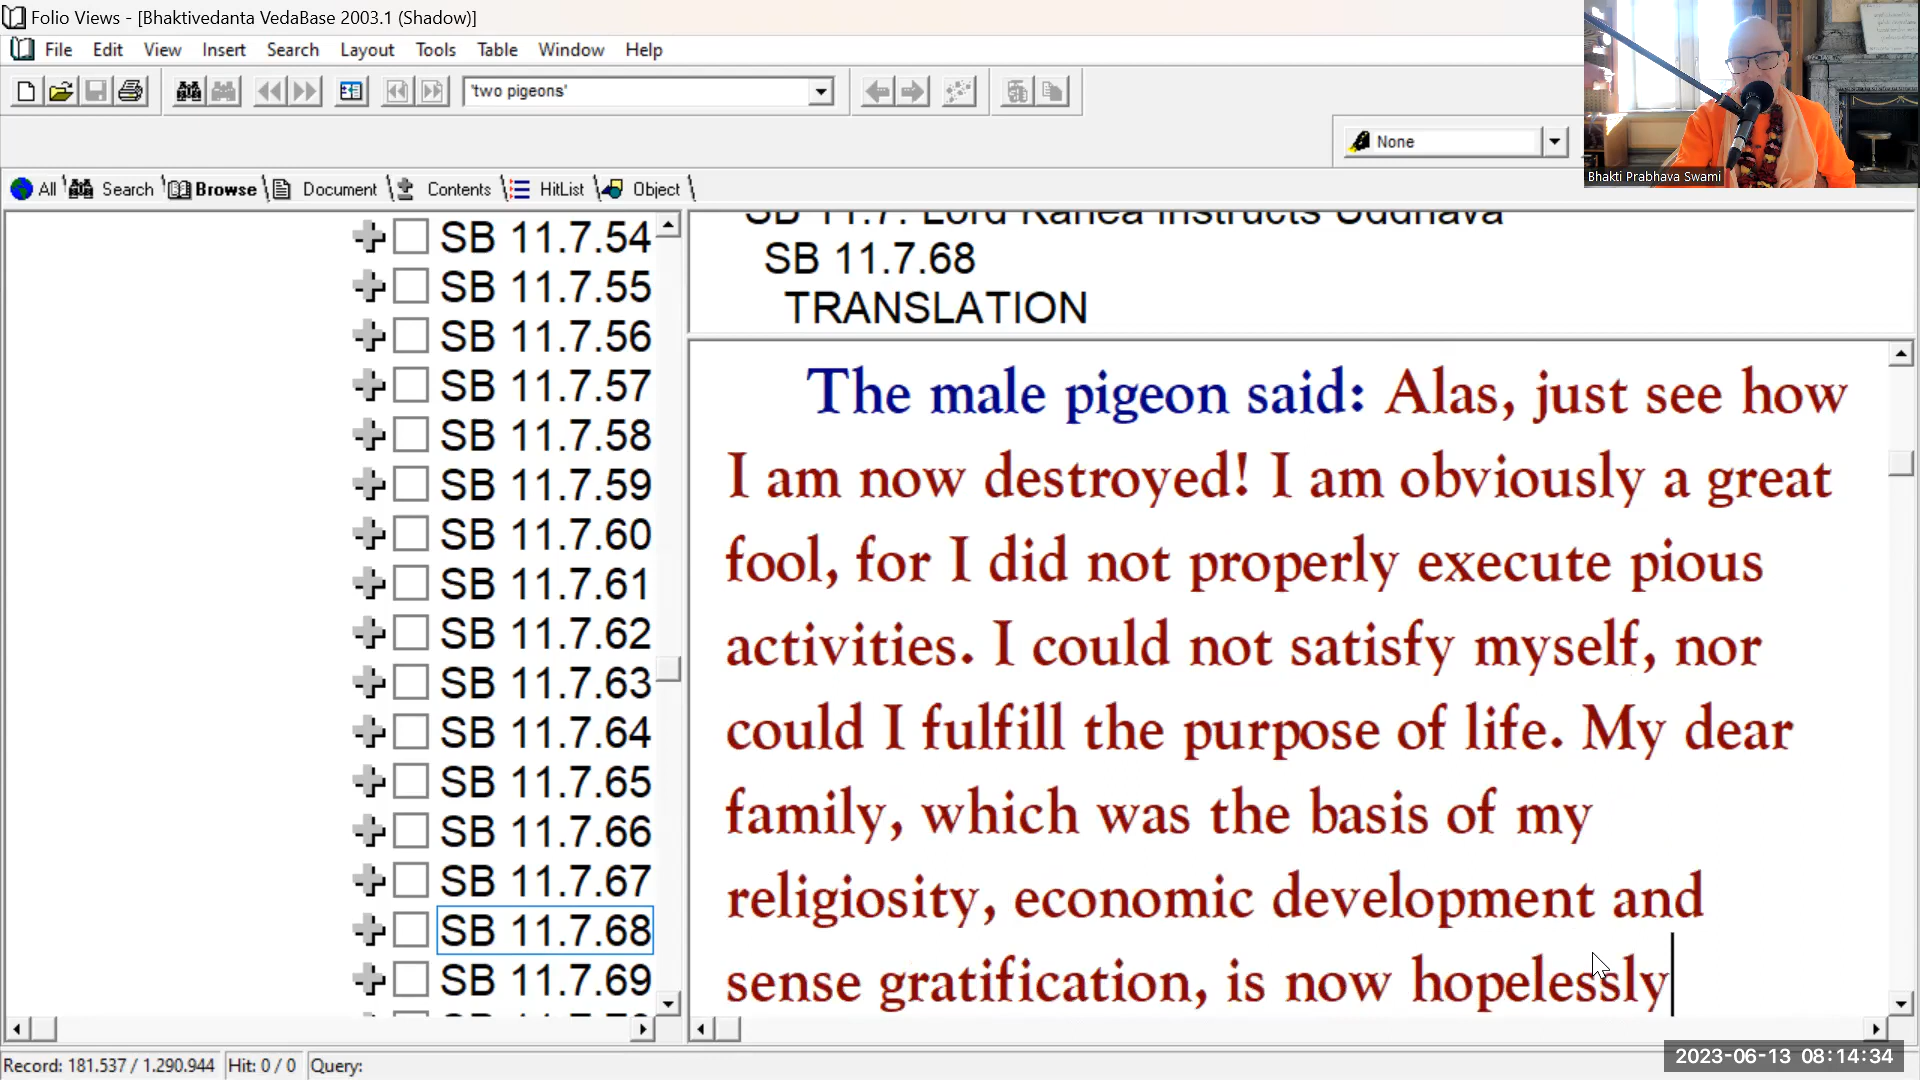 Folio Views - [Bhaktivedanta VedaBase 2003.1 (Shadow)]
File Edit View Insert Search Layout Tools Table Window Help
'two pigeons'
None
Bhakti Prabhava Swami
All Search Browse Document Contents HitList Object
SB 11.7.54
SB 11.7.55
SB 11.7.56
SB 11.7.57
SB 11.7.58
SB 11.7.59
SB 11.7.60
SB 11.7.61
SB 11.7.62
SB 11.7.63
SB 11.7.64
SB 11.7.65
SB 11.7.66
SB 11.7.67
SB 11.7.68
SB 11.7.69
SB 11.7: Lord Kåñëa Instructs Uddhava
SB 11.7.68
TRANSLATION
The male pigeon said: Alas, just see how
I am now destroyed! I am obviously a great
fool, for I did not properly execute pious
activities. I could not satisfy myself, nor
could I fulfill the purpose of life. My dear
family, which was the basis of my
religiosity, economic development and
sense gratification, is now hopelessly
Record: 181.537 / 1.290.944 Hit: 0 / 0 Query:
2023-06-13 08:14:34